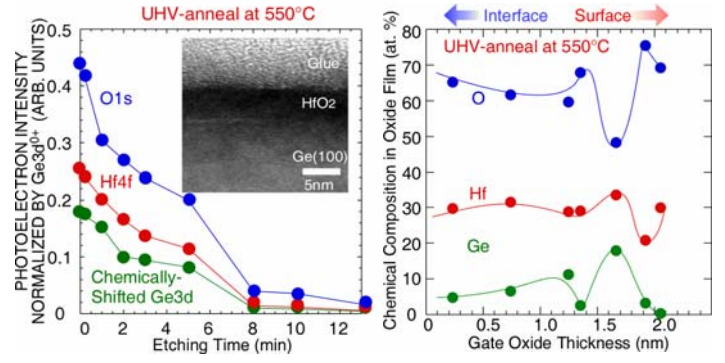 UHV-anneal at 550°C
PHOTOELECTRON INTENSITY
NORMALIZED BY Ge3d⁰⁺ (ARB. UNITS)
0.5
0.4
0.3
0.2
0.1
0
O1s
Hf4f
Chemically-
Shifted Ge3d
Glue
HfO₂
Ge(100)
5nm
0 2 4 6 8 10 12
Etching Time (min)
Interface Surface
UHV-anneal at 550°C
Chemical Composition in Oxide Film (at. %)
80
70
60
50
40
30
20
10
0
O
Hf
Ge
0 0.5 1.0 1.5 2.0 2.5
Gate Oxide Thickness (nm)